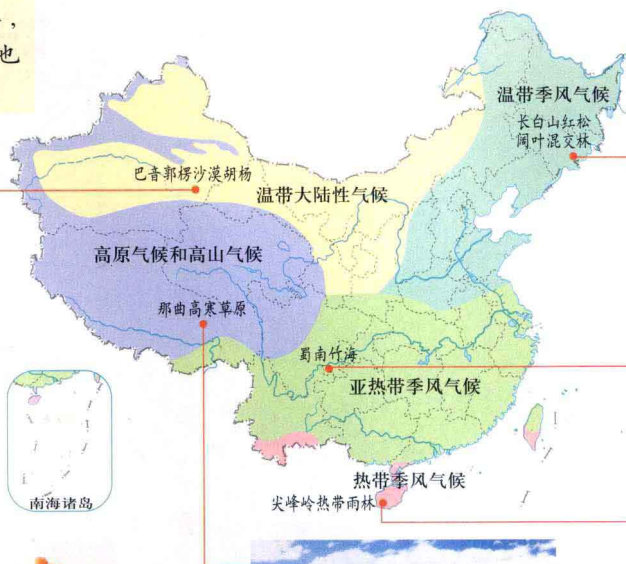 ，
也
温带季风气候
长白山红松
阔叶混交林
巴音郭楞沙漠胡杨
温带大陆性气候
高原气候和高山气候
那曲高寒草原
蜀南竹海
亚热带季风气候
热带季风气候
尖峰岭热带雨林
南海诸岛